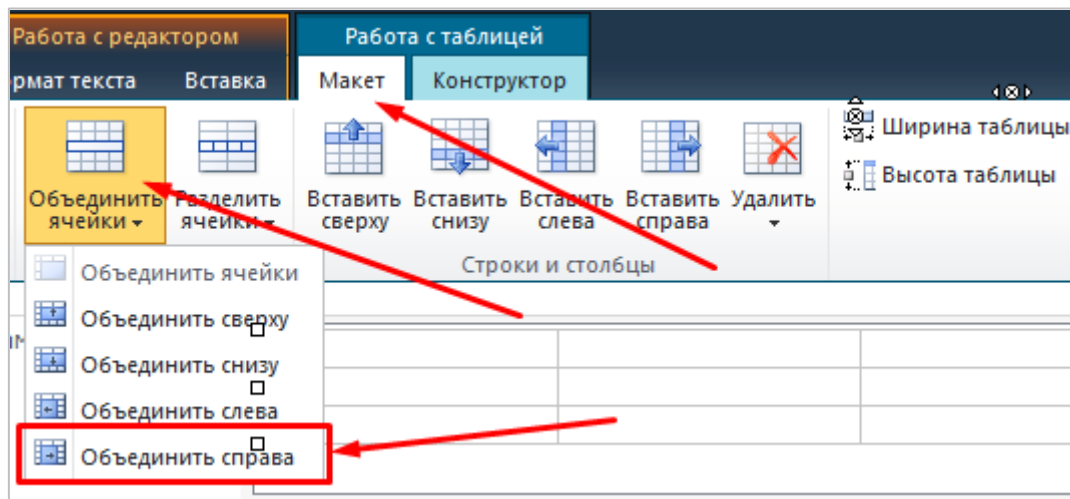 Работа с редактором
Работа с таблицей
рмат текста Вставка Макет Конструктор
Объединить ячейки
Разделить ячейки
Вставить сверху
Вставить снизу
Вставить слева
Вставить справа
Удалить
Ширина таблицы
Высота таблицы
Строки и столбцы
Объединить ячейки
Объединить сверху
Объединить снизу
Объединить слева
Объединить справа